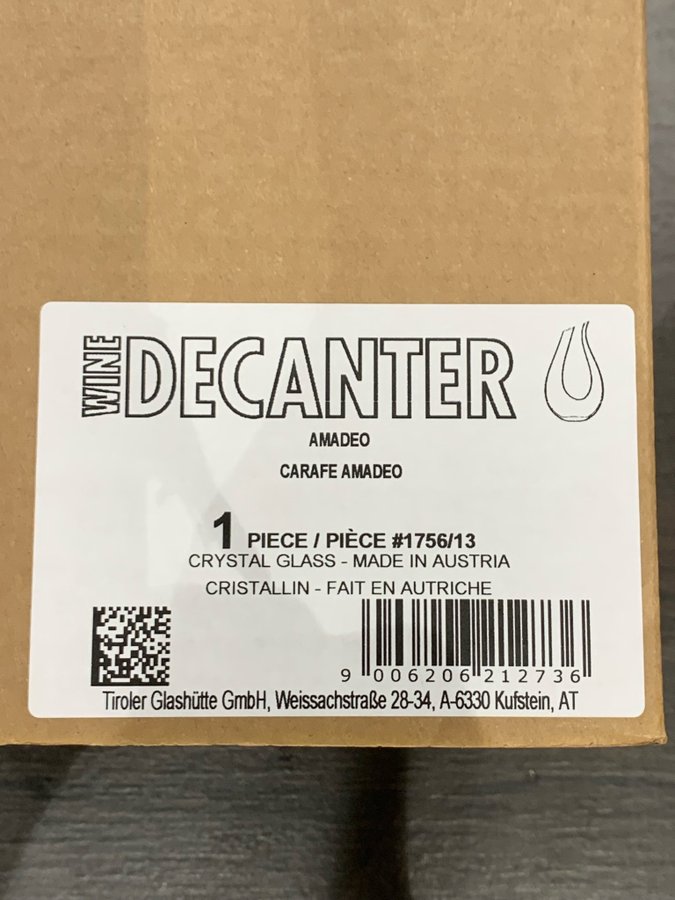 WINE DECANTER
AMADEO
CARAFE AMADEO
1 PIECE / PIÈCE #1756/13
CRYSTAL GLASS - MADE IN AUSTRIA
CRISTALLIN - FAIT EN AUTRICHE
9 006206 212736
Tiroler Glashütte GmbH, Weissachstraße 28-34, A-6330 Kufstein, AT